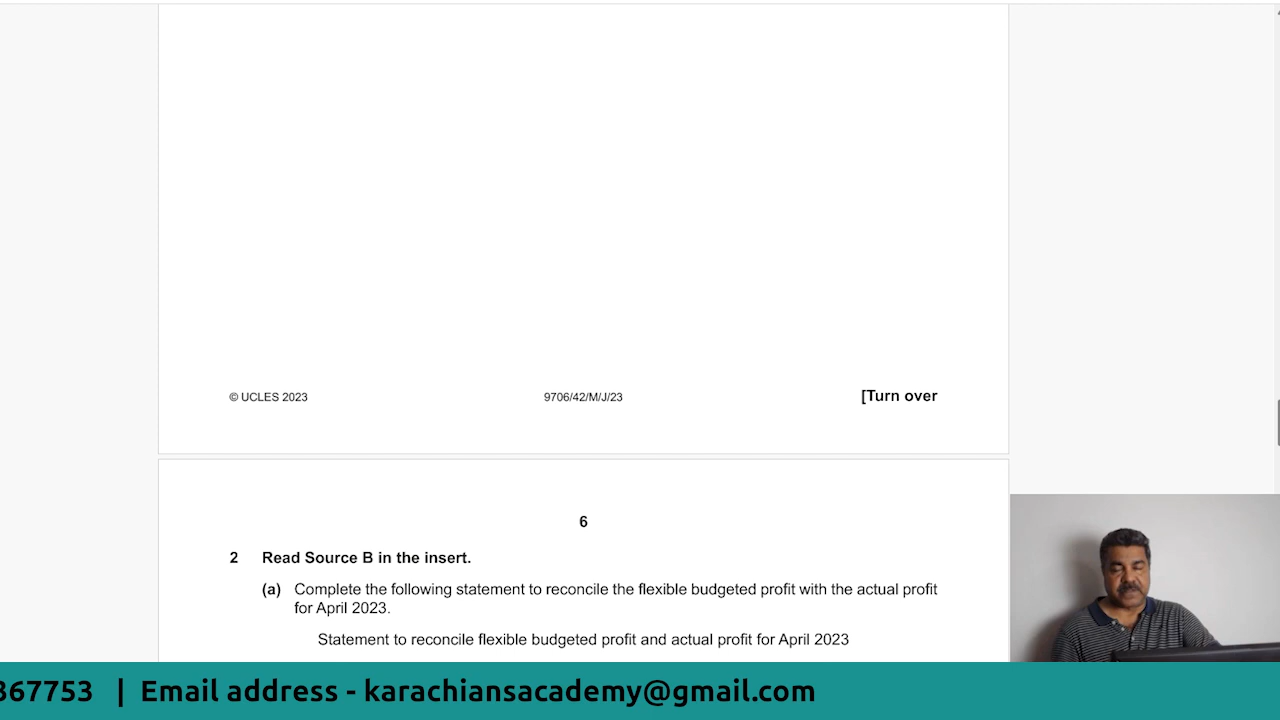 © UCLES 2023 9706/42/M/J/23 [Turn over
6
2 Read Source B in the insert.
(a) Complete the following statement to reconcile the flexible budgeted profit with the actual profit
for April 2023.
Statement to reconcile flexible budgeted profit and actual profit for April 2023
867753 | Email address - karachiansacademy@gmail.com